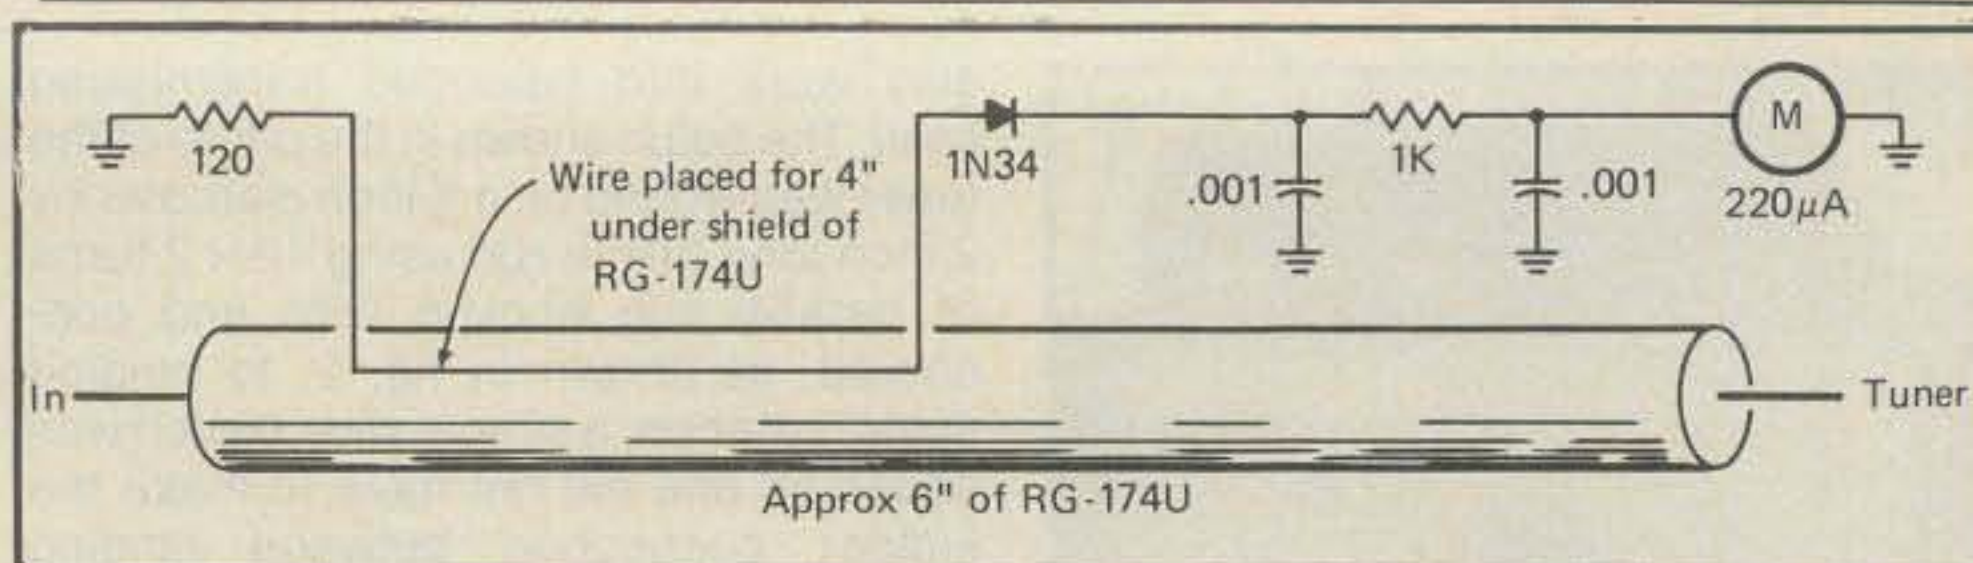 120
Wire placed for 4"
under shield of
RG-174U
1N34
.001
1K
.001
M
220μA
In
Tuner
Approx 6" of RG-174U